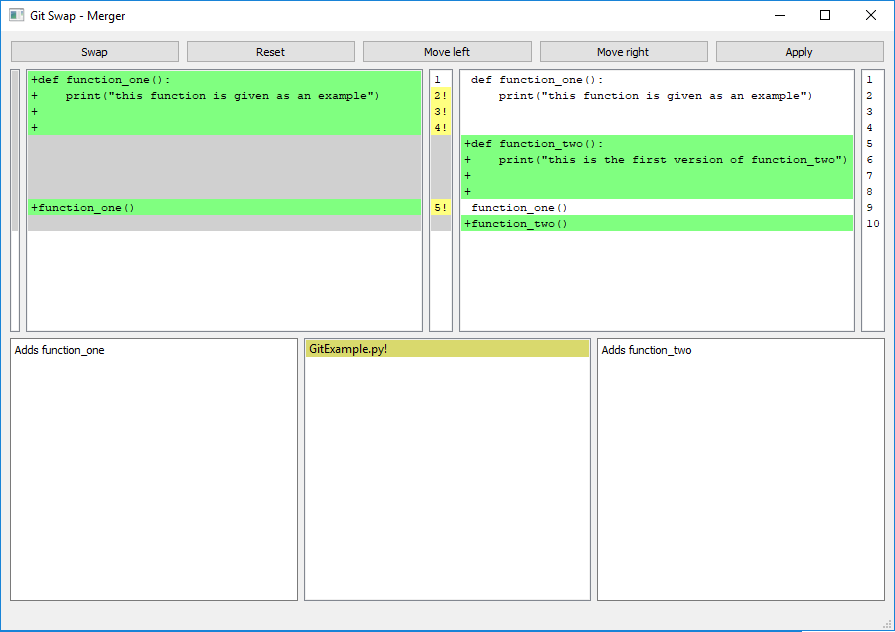 Git Swap - Merger
Swap
Reset
Move left
Move right
Apply
+def function_one():
+    print("this function is given as an example")
+
+
+function_one()
1
2!
3!
4!
5!
def function_one():
    print("this function is given as an example")
+def function_two():
+    print("this is the first version of function_two")
+
+
function_one()
+function_two()
1
2
3
4
5
6
7
8
9
10
Adds function_one
GitExample.py!
Adds function_two